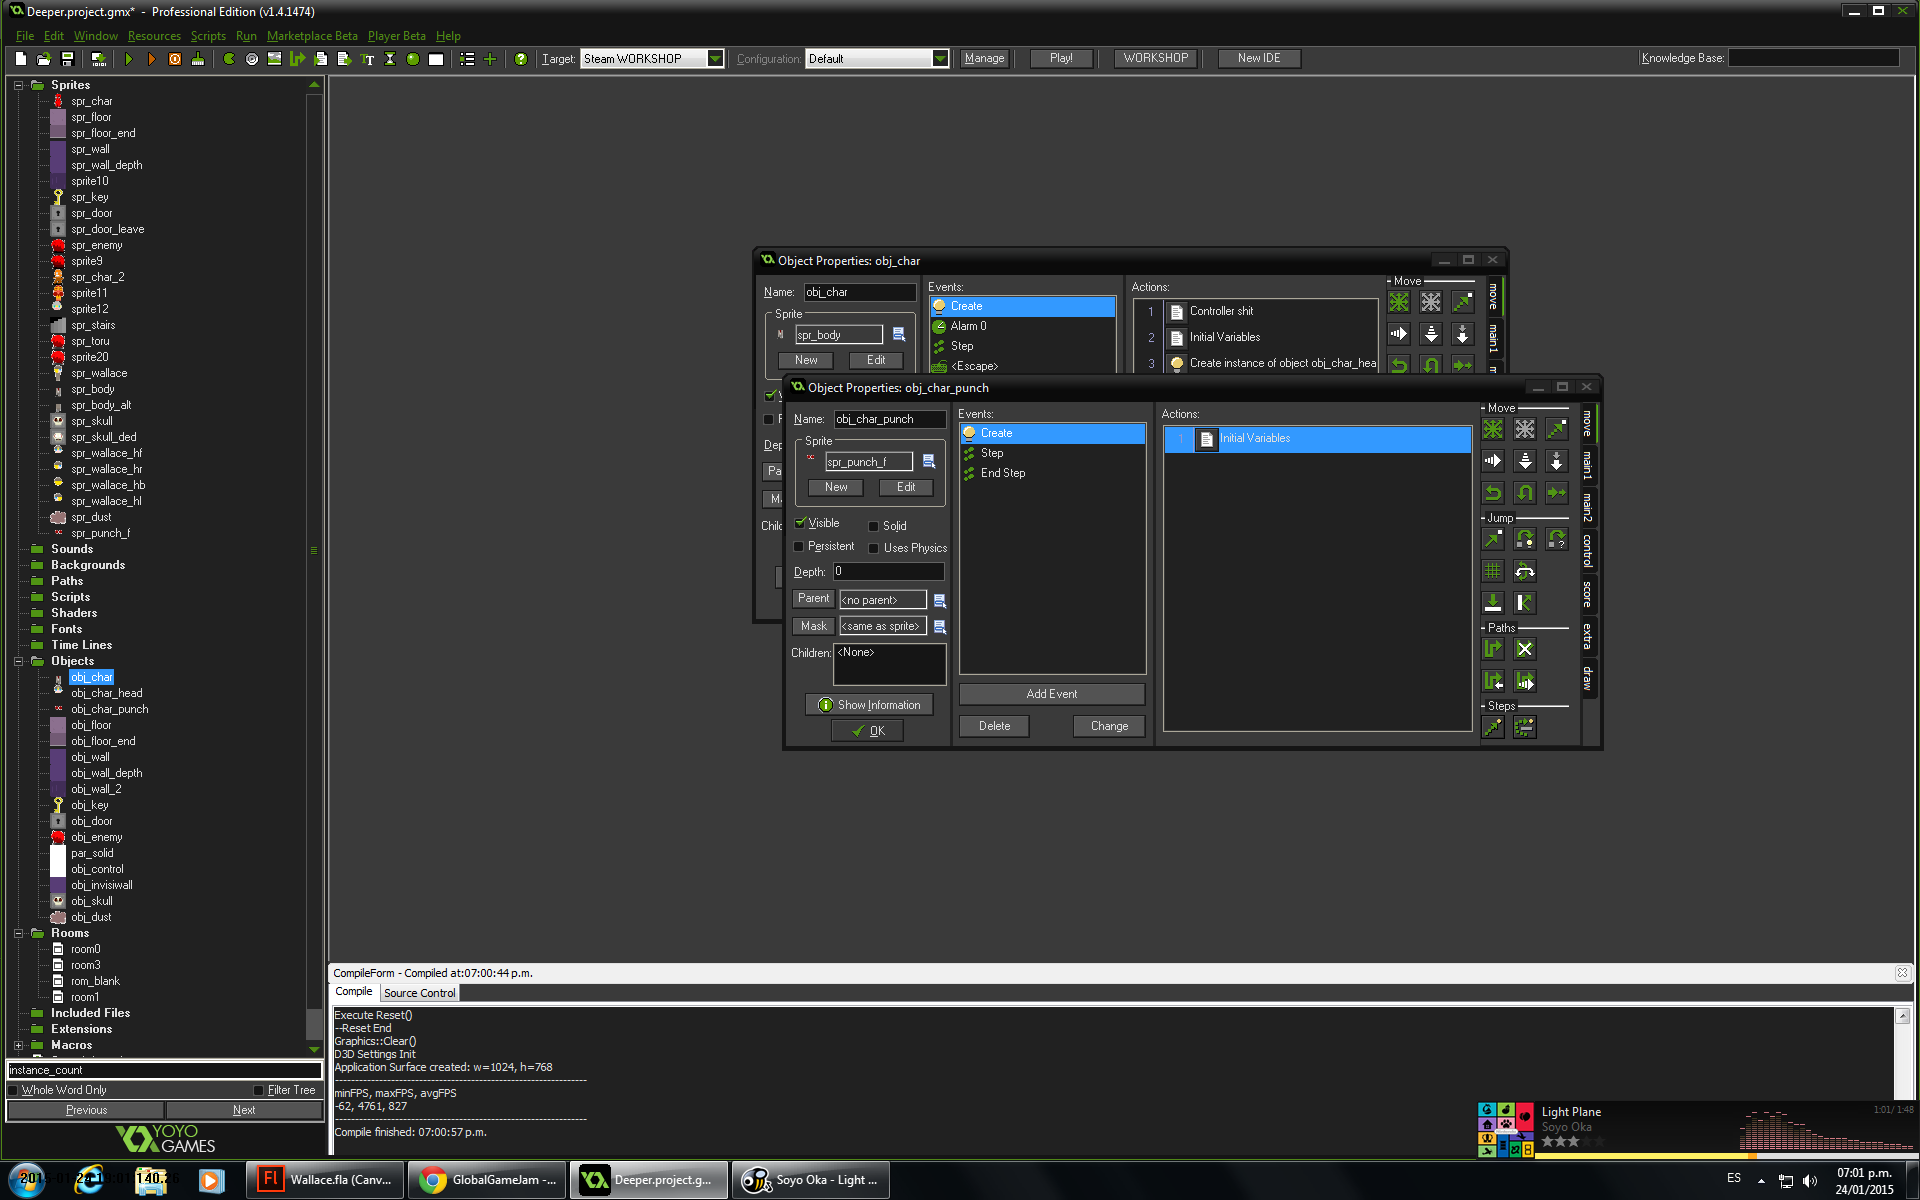 Deeper.project.gmx* - Professional Edition (v1.4.1474)
File Edit Window Resources Scripts Run Marketplace Beta Player Beta Help
Target: Steam WORKSHOP Configuration: Default Manage Play! WORKSHOP New IDE Knowledge Base:
Sprites
spr_char
spr_floor
spr_floor_end
spr_wall
spr_wall_depth
sprite10
spr_key
spr_door
spr_door_leave
spr_enemy
sprite9
spr_char_2
sprite11
sprite12
spr_stairs
spr_toru
sprite20
spr_wallace
spr_body
spr_body_alt
spr_skull
spr_skull_ded
spr_wallace_hf
spr_wallace_hr
spr_wallace_hb
spr_wallace_hl
spr_dust
spr_punch_f
Sounds
Backgrounds
Paths
Scripts
Shaders
Fonts
Time Lines
Objects
obj_char
obj_char_head
obj_char_punch
obj_floor
obj_floor_end
obj_wall
obj_wall_depth
obj_wall_2
obj_key
obj_door
obj_enemy
par_solid
obj_control
obj_invisiwall
obj_skull
obj_dust
Rooms
room0
room3
rom_blank
room1
Included Files
Extensions
Macros
instance_count
Whole Word Only Filter Tree
Previous Next
YOYO GAMES
Object Properties: obj_char
Name: obj_char
Sprite
spr_body
New Edit
Events:
Create
Alarm 0
Step
<Escape>
Actions:
1 Controller shit
2 Initial Variables
3 Create instance of object obj_char_hea
Move
move
main1
Object Properties: obj_char_punch
Name: obj_char_punch
Sprite
spr_punch_f
New Edit
Visible Solid
Persistent Uses Physics
Depth: 0
Parent <no parent>
Mask <same as sprite>
Children: <None>
Show Information
OK
Events:
Create
Step
End Step
Add Event
Delete Change
Actions:
1 Initial Variables
Move
Jump
Paths
Steps
move
main1
main2
control
score
extra
draw
CompileForm - Compiled at:07:00:44 p.m.
Compile Source Control
Execute Reset()
--Reset End
Graphics::Clear()
D3D Settings Init
Application Surface created: w=1024, h=768
minFPS, maxFPS, avgFPS
-62, 4761, 827
Compile finished: 07:00:57 p.m.
Light Plane
Soyo Oka
1:01/ 1:48
Wallace.fla (Canv...
GlobalGameJam -...
Deeper.project.g...
Soyo Oka - Light ...
ES
07:01 p.m.
24/01/2015